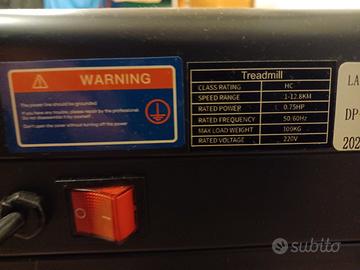 WARNING
The power line should be grounded.
If you have any trouble, please repair by the professional.
Do not disassemble it by yourself.
Don't open the cover without turning off the power
Treadmill
CLASS RATING HC
SPEED RANGE 1-12.8KM
RATED POWER 0.75HP
RATED FREQUENCY 50-60Hz
MAX LOAD WEIGHT 100KG
RATED VOLTAGE 220V
LA
DP-
202
subito